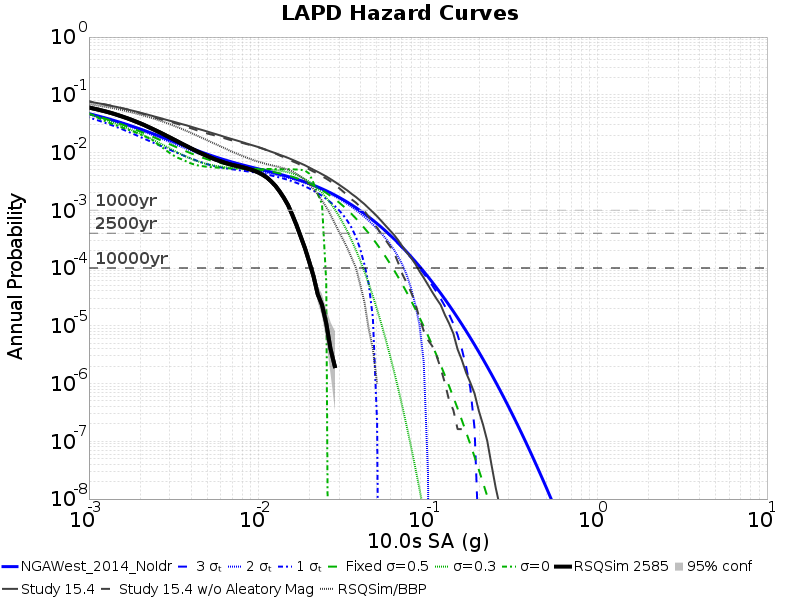 LAPD Hazard Curves
10⁰
10⁻¹
10⁻²
10⁻³
10⁻⁴
10⁻⁵
10⁻⁶
10⁻⁷
10⁻⁸
Annual Probability
1000yr
2500yr
10000yr
10⁻³ 10⁻² 10⁻¹ 10⁰ 10¹
10.0s SA (g)
NGAWest_2014_NoIdr 3 σₜ 2 σₜ 1 σₜ Fixed σ=0.5 σ=0.3 σ=0 RSQSim 2585 95% conf
Study 15.4 Study 15.4 w/o Aleatory Mag RSQSim/BBP